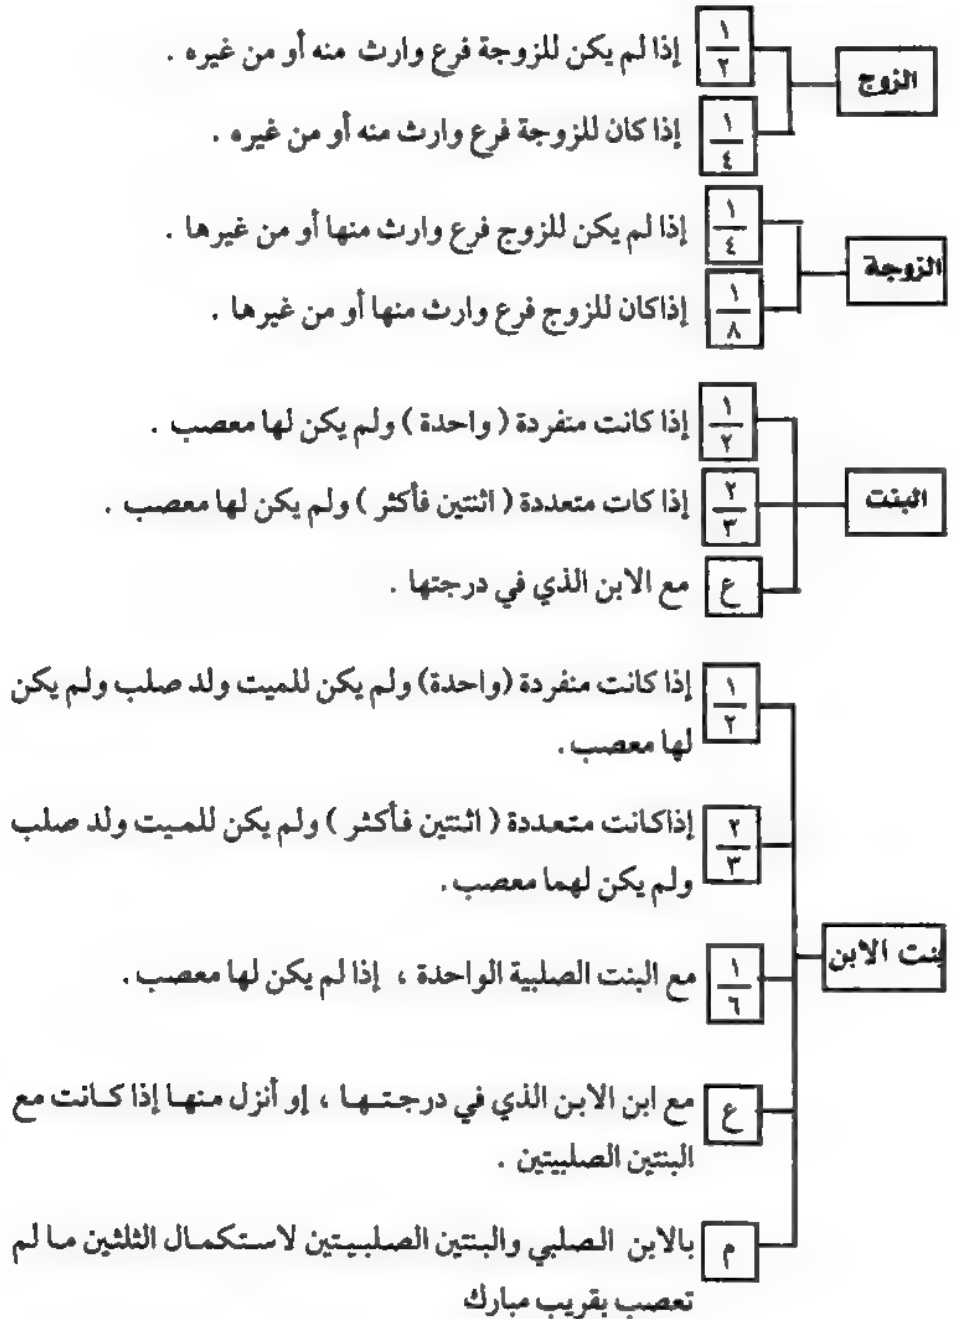 الزوج
١/٢ إذا لم يكن للزوجة فرع وارث منه أو من غيره .
١/٤ إذا كان للزوجة فرع وارث منه أو من غيره .
الزوجة
١/٤ إذا لم يكن للزوج فرع وارث منها أو من غيرها .
١/٨ إذاكان للزوج فرع وارث منها أو من غيرها .
البنت
١/٢ إذا كانت منفردة ( واحدة ) ولم يكن لها معصب .
٢/٣ إذا كات متعددة ( اثنتين فأكثر ) ولم يكن لها معصب .
ع مع الابن الذي في درجتها .
بنت الابن
١/٢ إذا كانت منفردة (واحدة) ولم يكن للميت ولد صلب ولم يكن
لها معصب .
٢/٣ إذاكانت متعددة ( اثنتين فأكثر ) ولم يكن للميت ولد صلب
ولم يكن لهما معصب .
١/٦ مع البنت الصلبية الواحدة ، إذا لم يكن لها معصب .
ع مع ابن الابن الذي في درجتها ، إو أنزل منها إذا كانت مع
البنتين الصلبيتين .
م بالابن الصلبي والبنتين الصلبيتين لاستكمال الثلثين ما لم
تعصب بقريب مبارك